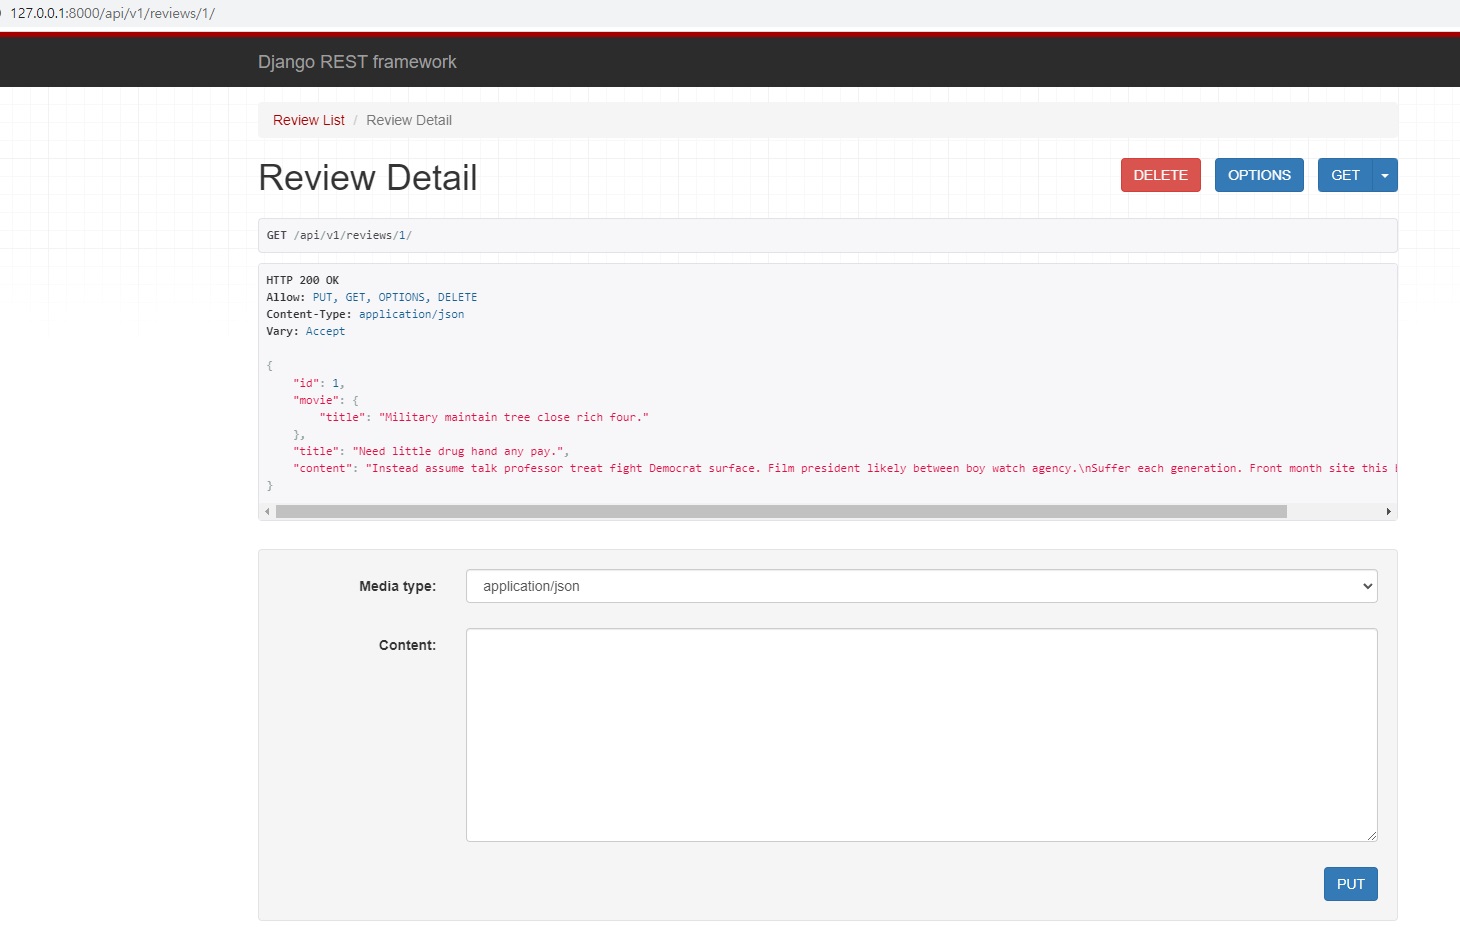 127.0.0.1:8000/api/v1/reviews/1/
Django REST framework
Review List / Review Detail
Review Detail
DELETE
OPTIONS
GET
GET /api/v1/reviews/1/
HTTP 200 OK
Allow: PUT, GET, OPTIONS, DELETE
Content-Type: application/json
Vary: Accept
{
    "id": 1,
    "movie": {
        "title": "Military maintain tree close rich four."
    },
    "title": "Need little drug hand any pay.",
    "content": "Instead assume talk professor treat fight Democrat surface. Film president likely between boy watch agency.\nSuffer each generation. Front month site this
}
Media type:
application/json
Content:
PUT